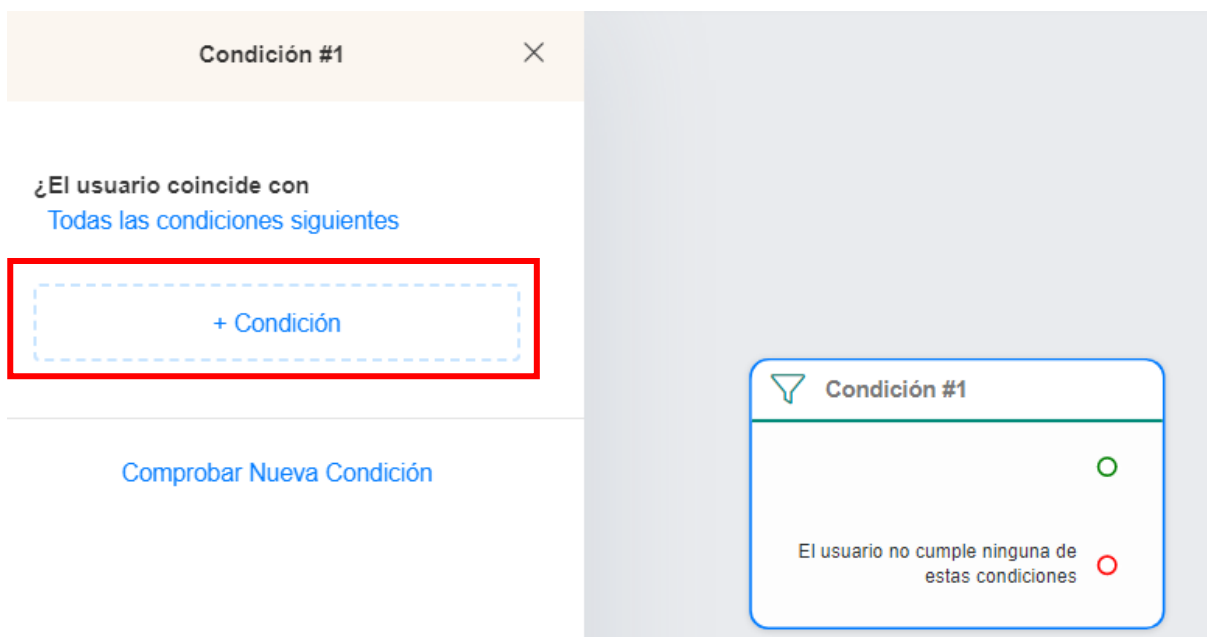 Condición #1
¿El usuario coincide con
Todas las condiciones siguientes
+ Condición
Comprobar Nueva Condición
Condición #1
El usuario no cumple ninguna de
estas condiciones